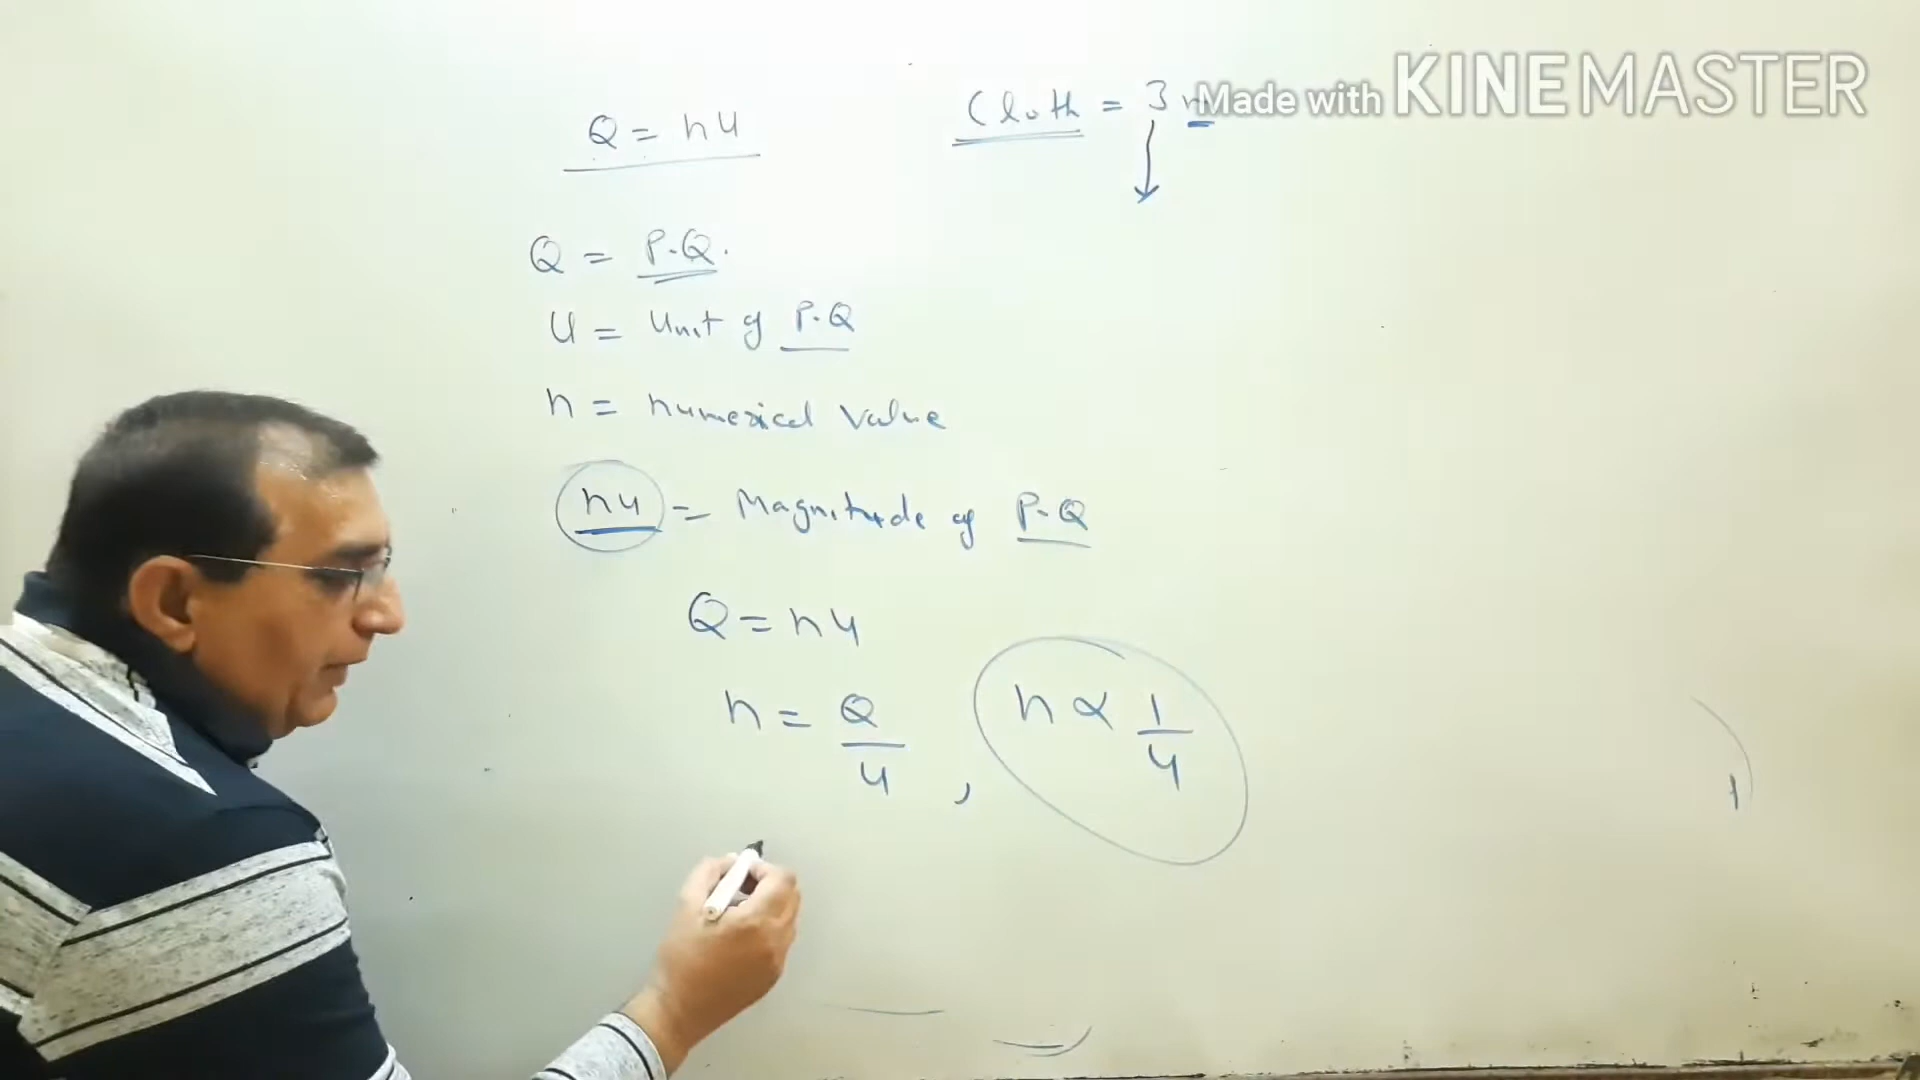 Q = nu
Cloth = 3 m
Made with KINEMASTER
Q = P.Q.
u = Unit of P.Q
n = numerical value
nu = Magnitude of P.Q
Q = nu
n = Q/u , n ∝ 1/u